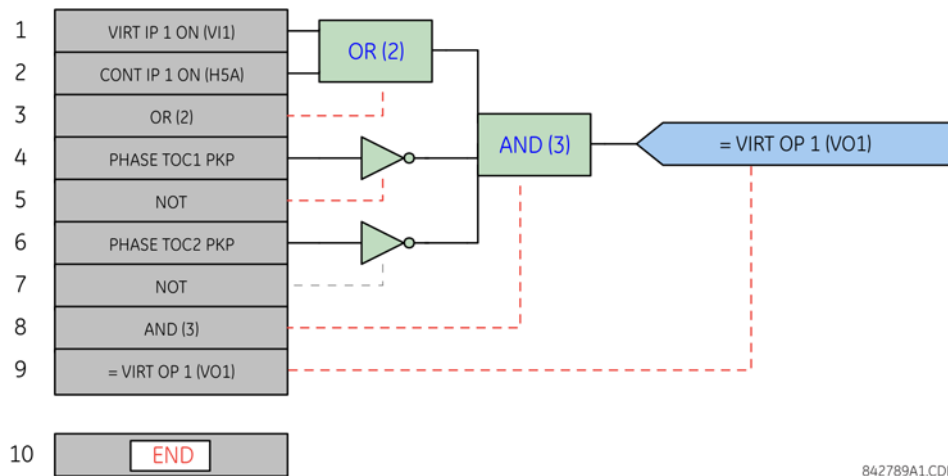 1 VIRT IP 1 ON (VI1)
OR (2)
2 CONT IP 1 ON (H5A)
3 OR (2)
4 PHASE TOC1 PKP
AND (3)
= VIRT OP 1 (VO1)
5 NOT
6 PHASE TOC2 PKP
7 NOT
8 AND (3)
9 = VIRT OP 1 (VO1)
10 END
842789A1.CD